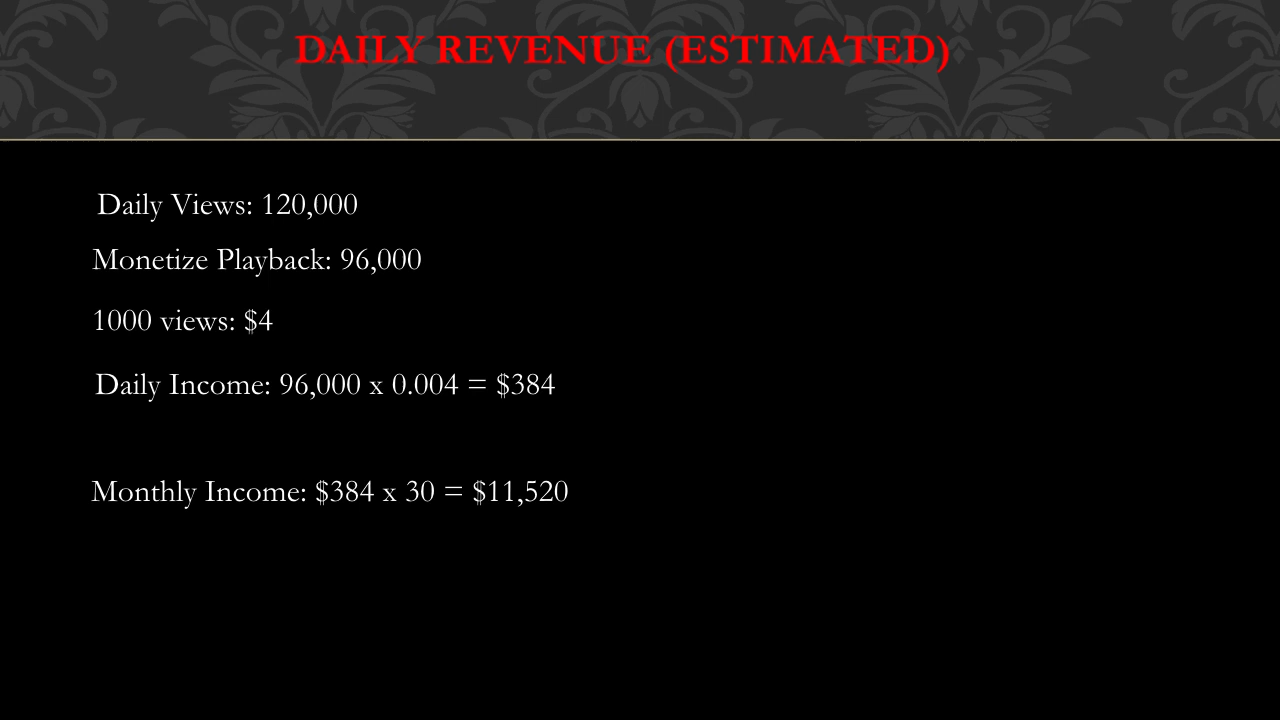 DAILY REVENUE (ESTIMATED)
Daily Views: 120,000
Monetize Playback: 96,000
1000 views: $4
Daily Income: 96,000 x 0.004 = $384
Monthly Income: $384 x 30 = $11,520